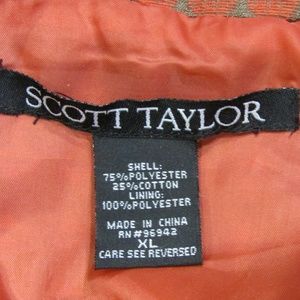 SCOTT TAYLOR
SHELL:
75%POLYESTER
25%COTTON
LINING:
100%POLYESTER
MADE IN CHINA
RN#96942
XL
CARE SEE REVERSED